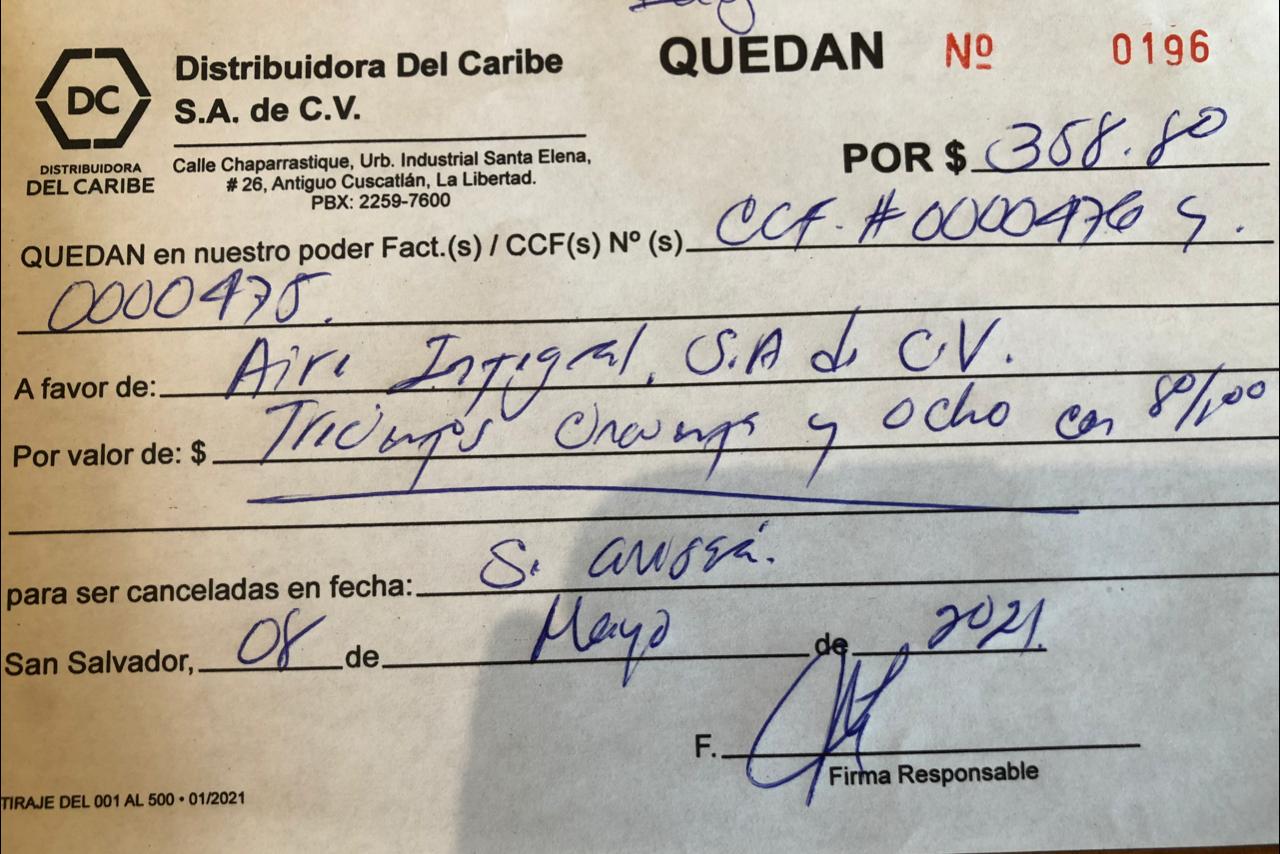 DC
DISTRIBUIDORA
DEL CARIBE
Distribuidora Del Caribe
S.A. de C.V.
Calle Chaparrastique, Urb. Industrial Santa Elena,
# 26, Antiguo Cuscatlán, La Libertad.
PBX: 2259-7600
QUEDAN Nº 0196
POR $ 358.80
QUEDAN en nuestro poder Fact.(s) / CCF(s) Nº (s) CCF. # 0000476 y.
0000475.
A favor de: Aire Integral, S.A de C.V.
Por valor de: $ Trecientos Cincuenta y ocho con 80/100
para ser canceladas en fecha: Se avisará.
San Salvador, 08 de Mayo de 2021.
F.
Firma Responsable
TIRAJE DEL 001 AL 500 • 01/2021